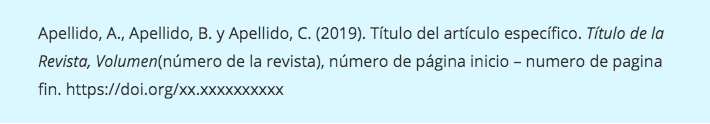 Apellido, A., Apellido, B. y Apellido, C. (2019). Título del artículo específico. Título de la
Revista, Volumen(número de la revista), número de página inicio – numero de pagina
fin. https://doi.org/xx.xxxxxxxxxx